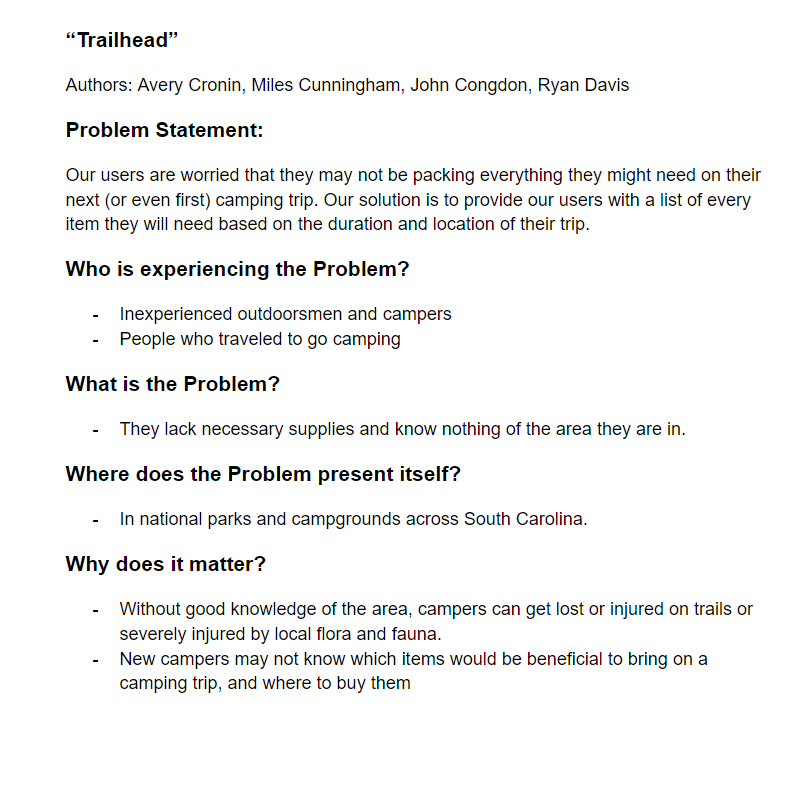 “Trailhead”
Authors: Avery Cronin, Miles Cunningham, John Congdon, Ryan Davis
Problem Statement:
Our users are worried that they may not be packing everything they might need on their
next (or even first) camping trip. Our solution is to provide our users with a list of every
item they will need based on the duration and location of their trip.
Who is experiencing the Problem?
- Inexperienced outdoorsmen and campers
- People who traveled to go camping
What is the Problem?
- They lack necessary supplies and know nothing of the area they are in.
Where does the Problem present itself?
- In national parks and campgrounds across South Carolina.
Why does it matter?
- Without good knowledge of the area, campers can get lost or injured on trails or
severely injured by local flora and fauna.
- New campers may not know which items would be beneficial to bring on a
camping trip, and where to buy them